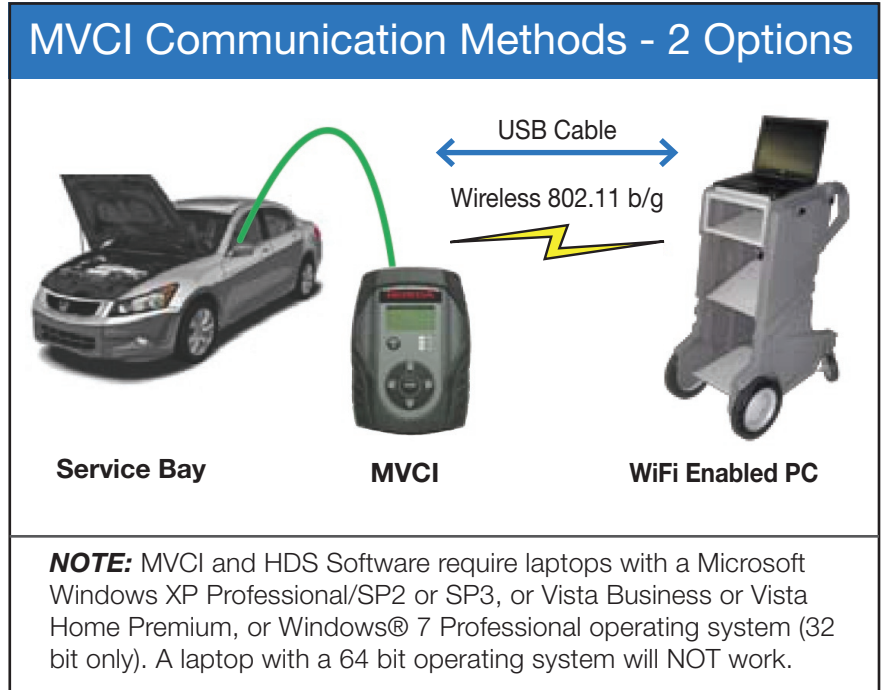 MVCI Communication Methods - 2 Options
USB Cable
Wireless 802.11 b/g
HONDA
Service Bay
MVCI
WiFi Enabled PC
NOTE: MVCI and HDS Software require laptops with a Microsoft
Windows XP Professional/SP2 or SP3, or Vista Business or Vista
Home Premium, or Windows® 7 Professional operating system (32
bit only). A laptop with a 64 bit operating system will NOT work.